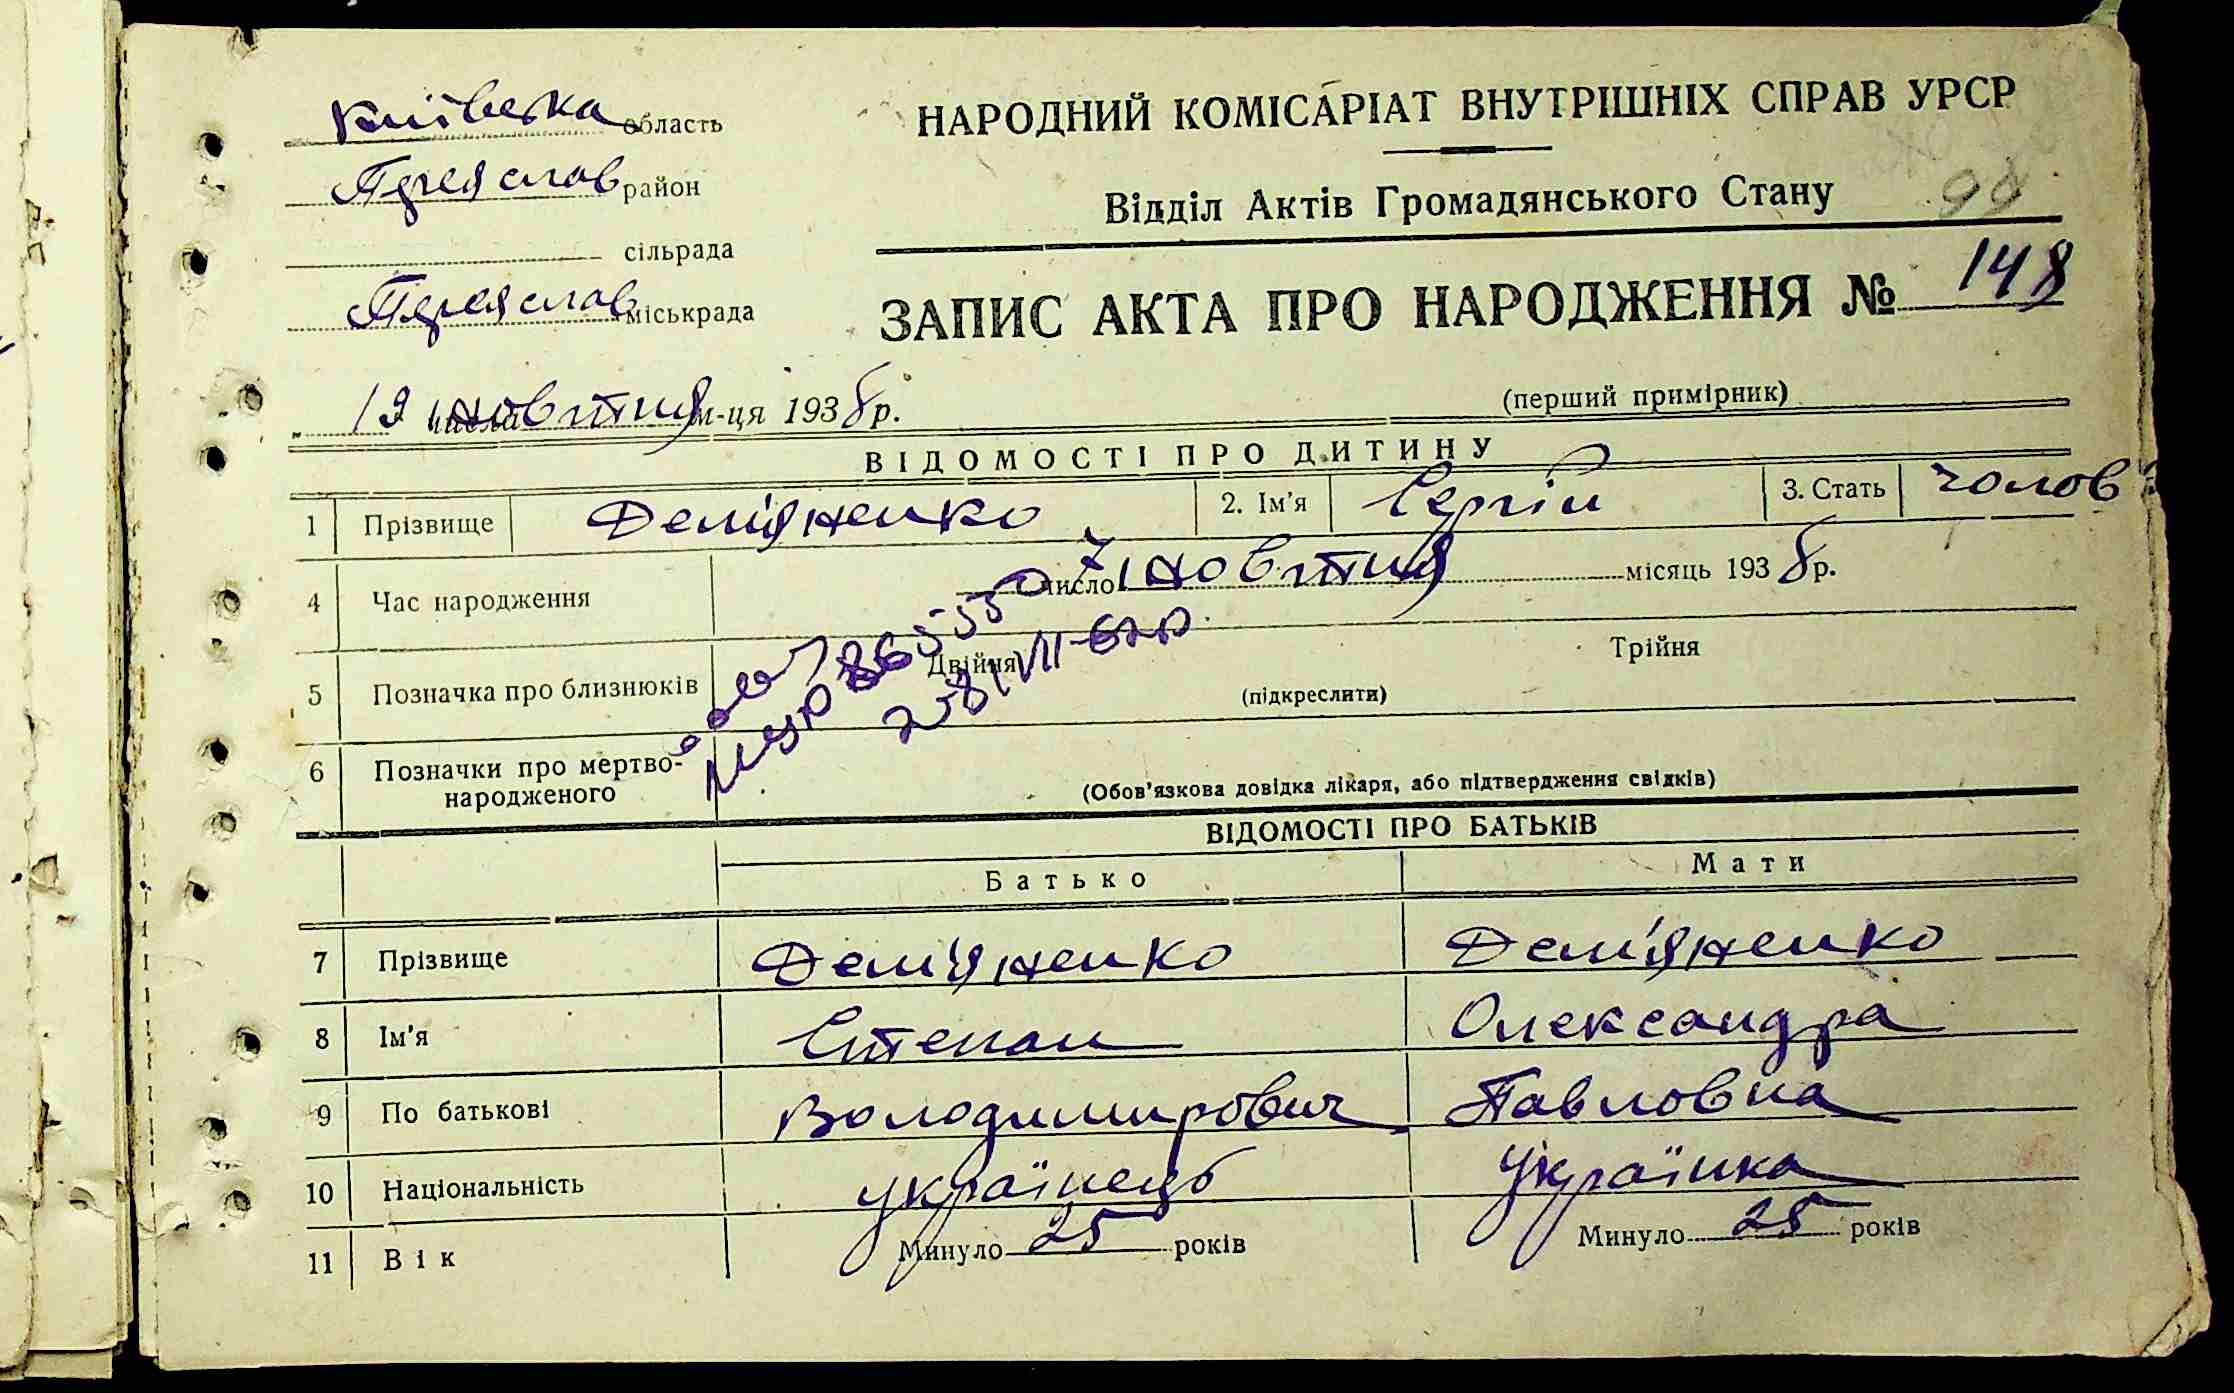 Київська область
НАРОДНИЙ КОМІСАРІАТ ВНУТРІШНІХ СПРАВ УРСР
Переяслав район
Відділ Актів Громадянського Стану
сільрада
Переяслав міськрада
ЗАПИС АКТА ПРО НАРОДЖЕННЯ № 148
(перший примірник)
19 числа жовтня м-ця 1938 р.
ВІДОМОСТІ ПРО ДИТИНУ
1 Прізвище Дем'яненко 2. Ім'я Сергій 3. Стать чолов
4 Час народження 7 число жовтня місяць 1938 р.
5 Позначка про близнюків Двійня Трійня
(підкреслити)
6 Позначки про мертво-
народженого
(Обов'язкова довідка лікаря, або підтвердження свідків)
ВІДОМОСТІ ПРО БАТЬКІВ
Батько Мати
7 Прізвище Дем'яненко Дем'яненко
8 Ім'я Степан Олександра
9 По батькові Володимирович Павловна
10 Національність українець українка
11 Вік Минуло 25 років Минуло 25 років